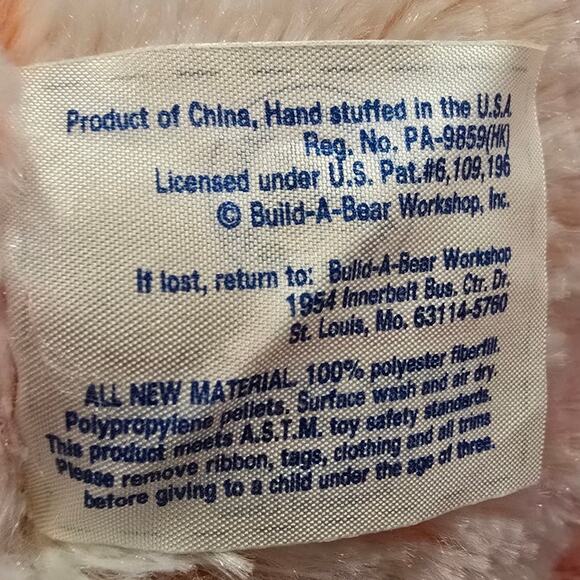 Product of China, Hand stuffed in the U.S.A.
Reg. No. PA-9859(HK)
Licensed under U.S. Pat.#6,109,196
© Build-A-Bear Workshop, Inc.
If lost, return to: Build-A-Bear Workshop
1954 Innerbelt Bus. Ctr. Dr.
St. Louis, Mo. 63114-5760
ALL NEW MATERIAL. 100% polyester fiberfill.
Polypropylene pellets. Surface wash and air dry.
This product meets A.S.T.M. toy safety standards.
Please remove ribbon, tags, clothing and all trims
before giving to a child under the age of three.